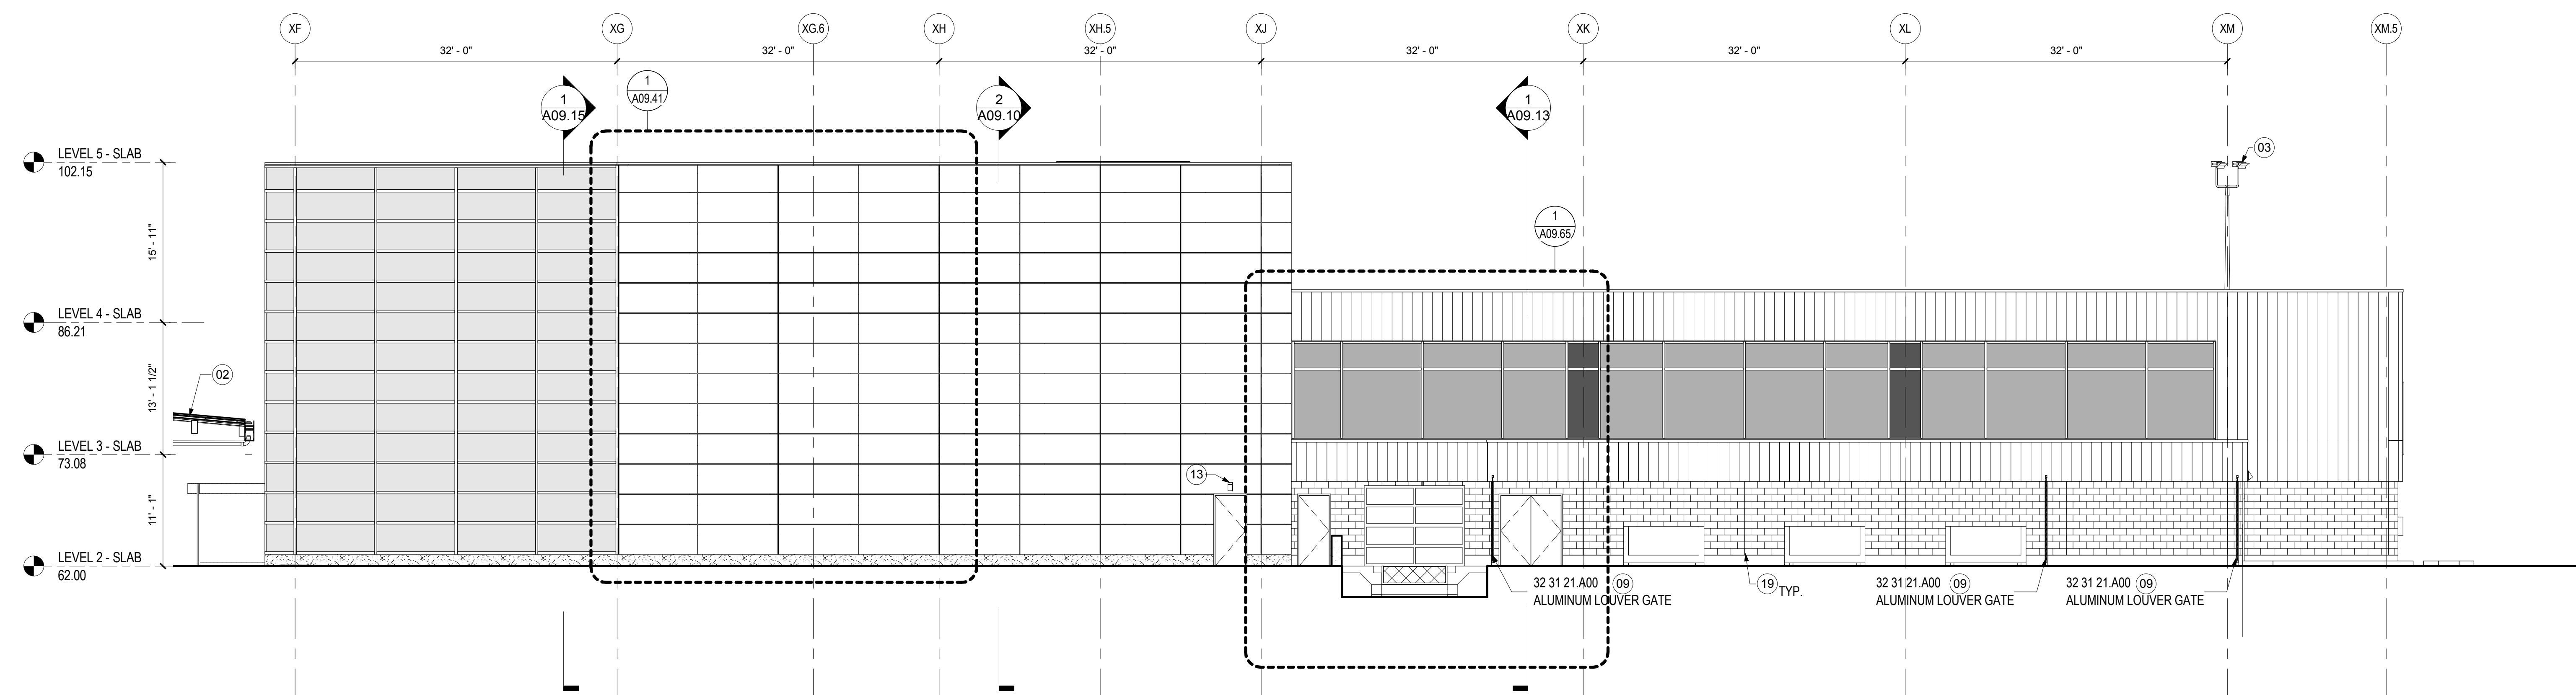 XF
XG
XG.6
XH
XH.5
XJ
XK
XL
XM
XM.5
32' - 0"
32' - 0"
32' - 0"
32' - 0"
32' - 0"
32' - 0"
1
A09.15
1
A09.41
2
A09.10
1
A09.13
LEVEL 5 - SLAB
102.15
03
1
A09.65
15' - 11"
LEVEL 4 - SLAB
86.21
02
13' - 1 1/2"
LEVEL 3 - SLAB
73.08
13
11' - 1"
LEVEL 2 - SLAB
62.00
32 31 21.A00 09
ALUMINUM LOUVER GATE
19 TYP.
32 31 21.A00 09
ALUMINUM LOUVER GATE
32 31 21.A00 09
ALUMINUM LOUVER GATE